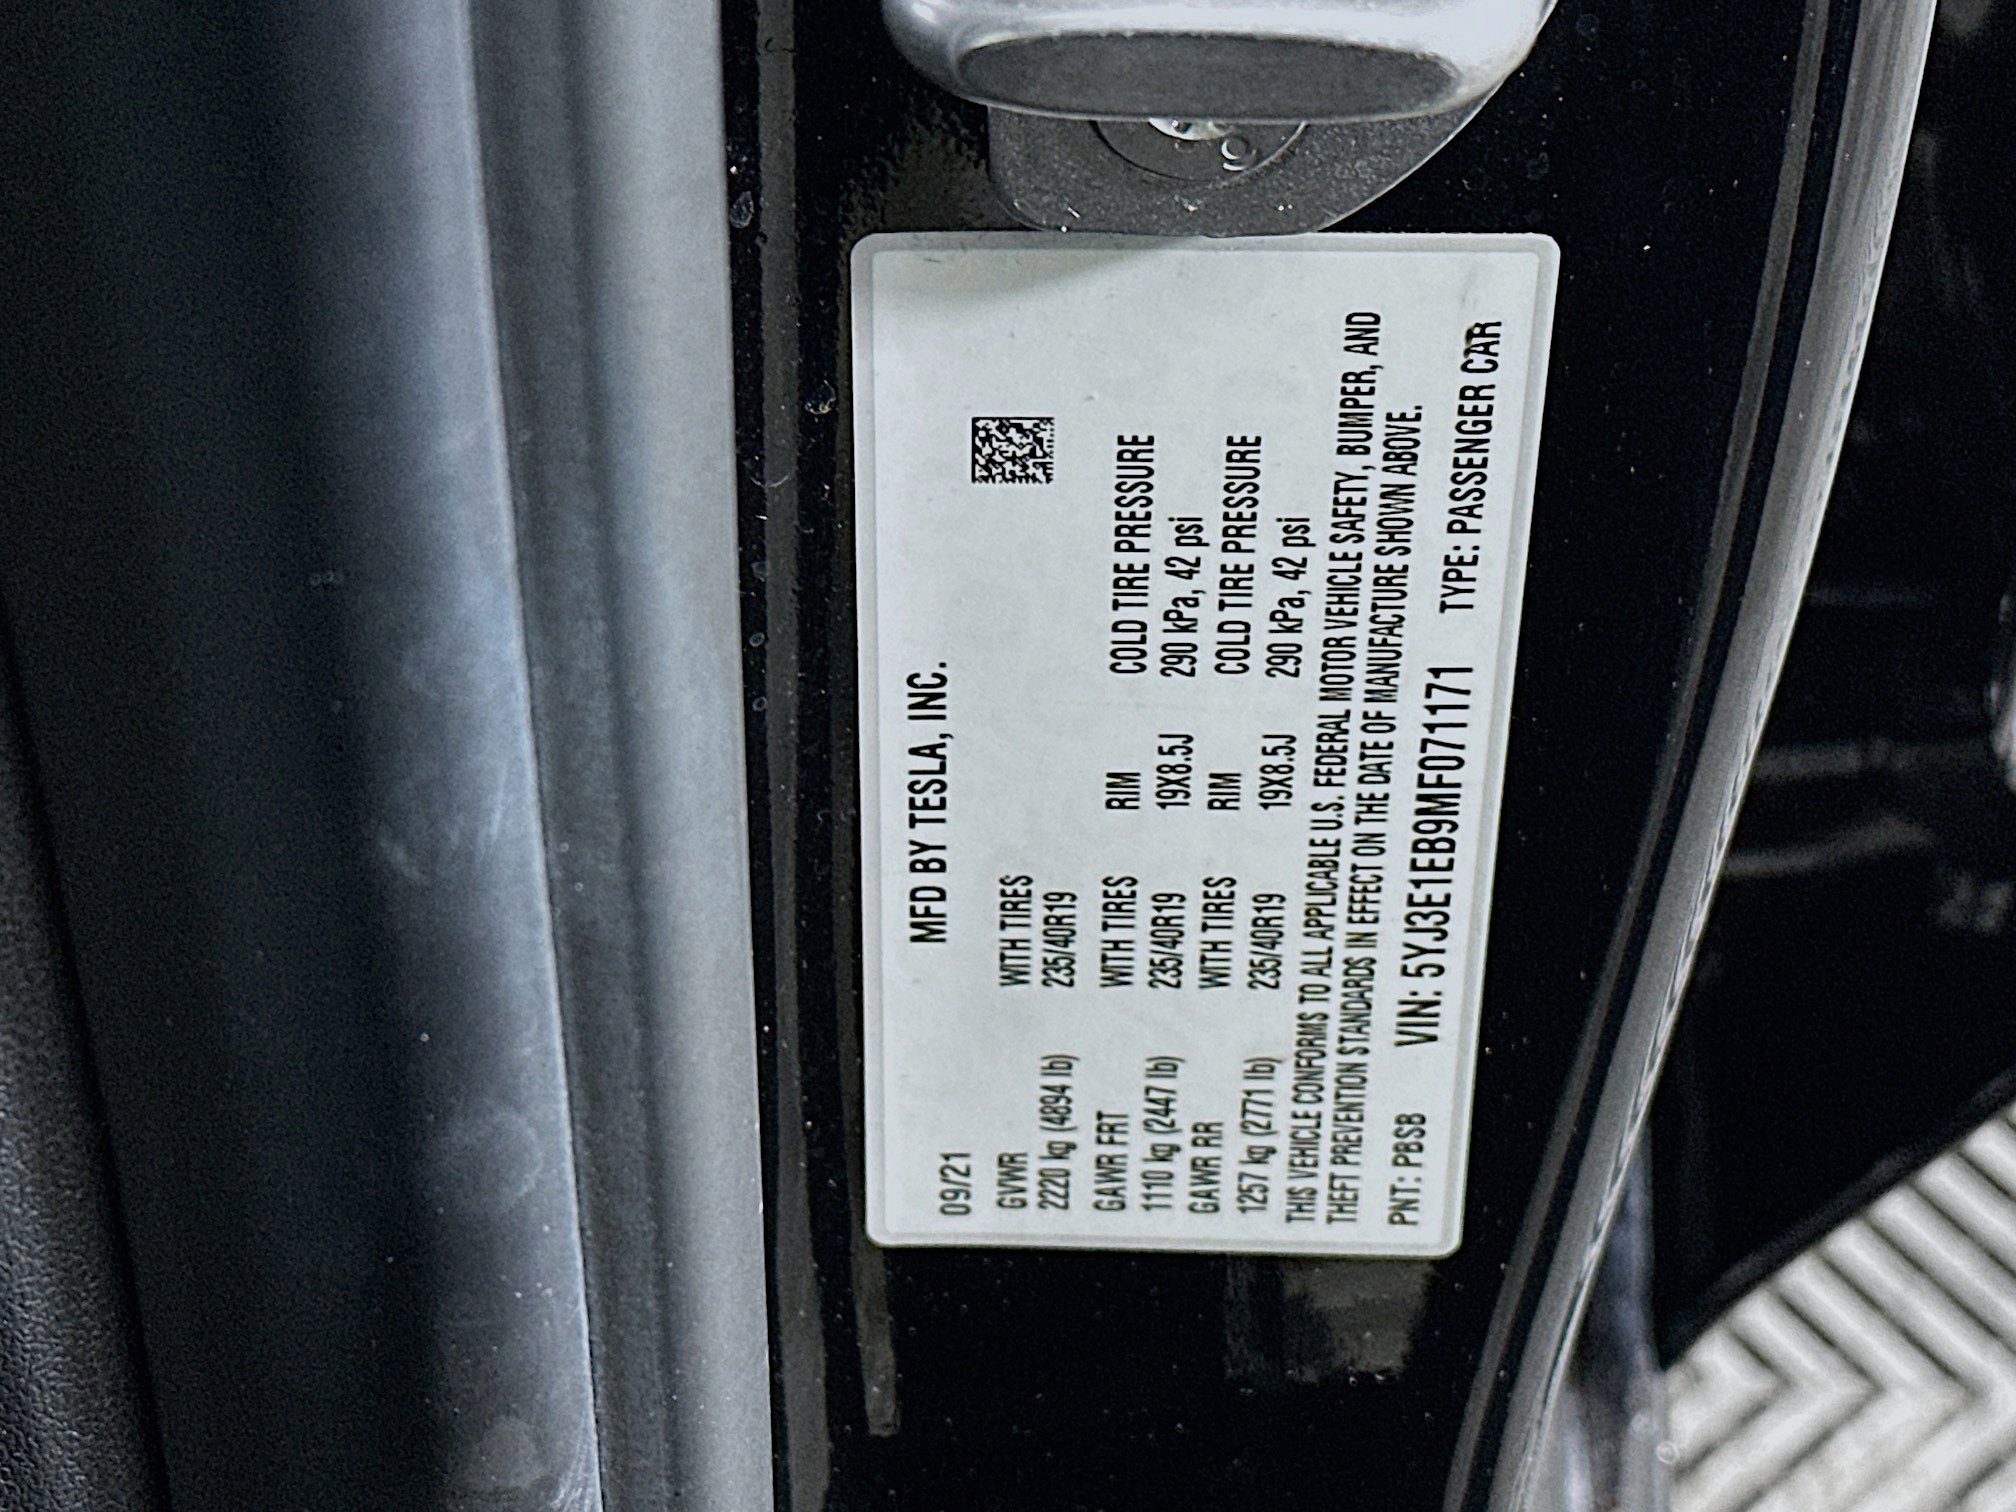 MFD BY TESLA, INC.
09/21
GVWR WITH TIRES
2220 kg (4894 lb) 235/40R19
GAWR FRT WITH TIRES RIM COLD TIRE PRESSURE
1110 kg (2447 lb) 235/40R19 19X8.5J 290 kPa, 42 psi
GAWR RR WITH TIRES RIM COLD TIRE PRESSURE
1257 kg (2771 lb) 235/40R19 19X8.5J 290 kPa, 42 psi
THIS VEHICLE CONFORMS TO ALL APPLICABLE U.S. FEDERAL MOTOR VEHICLE SAFETY, BUMPER, AND
THEFT PREVENTION STANDARDS IN EFFECT ON THE DATE OF MANUFACTURE SHOWN ABOVE.
PNT: PBSB VIN: 5YJ3E1EB9MF071171 TYPE: PASSENGER CAR